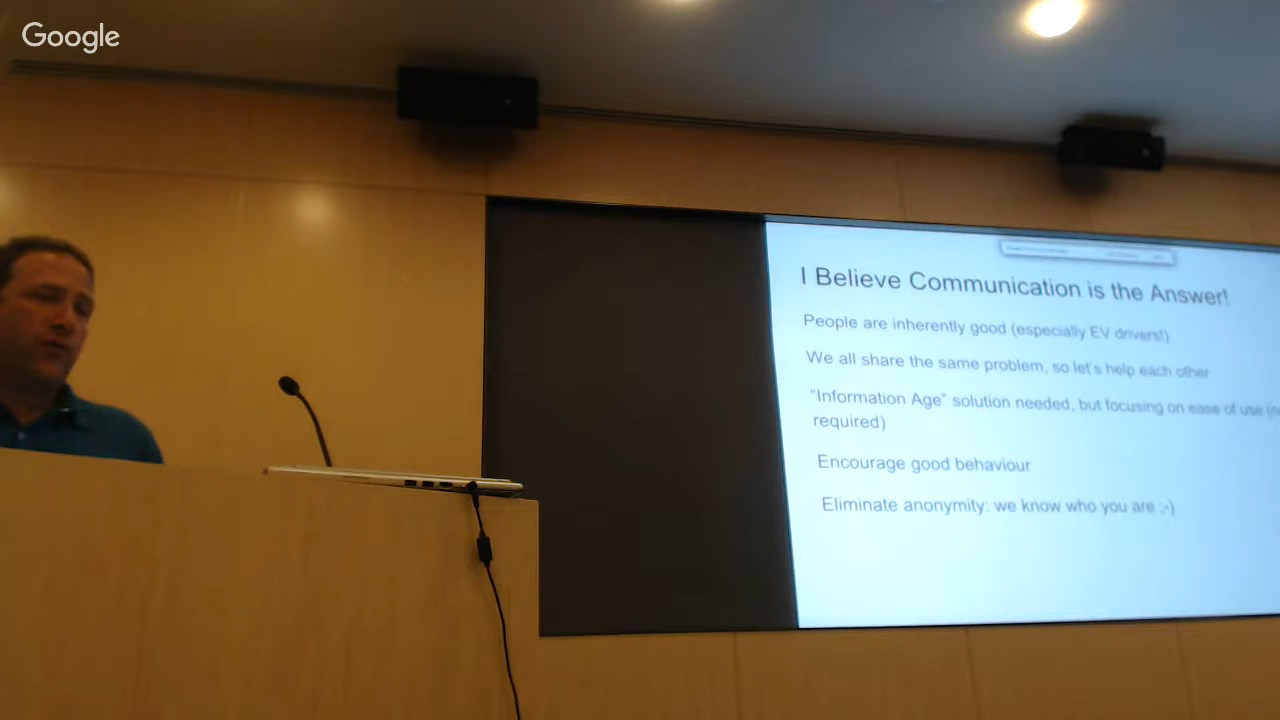 Google
I Believe Communication is the Answer!
People are inherently good (especially EV drivers!)
We all share the same problem, so let's help each other
"Information Age" solution needed, but focusing on ease of use
required)
Encourage good behaviour
Eliminate anonymity: we know who you are ;-)